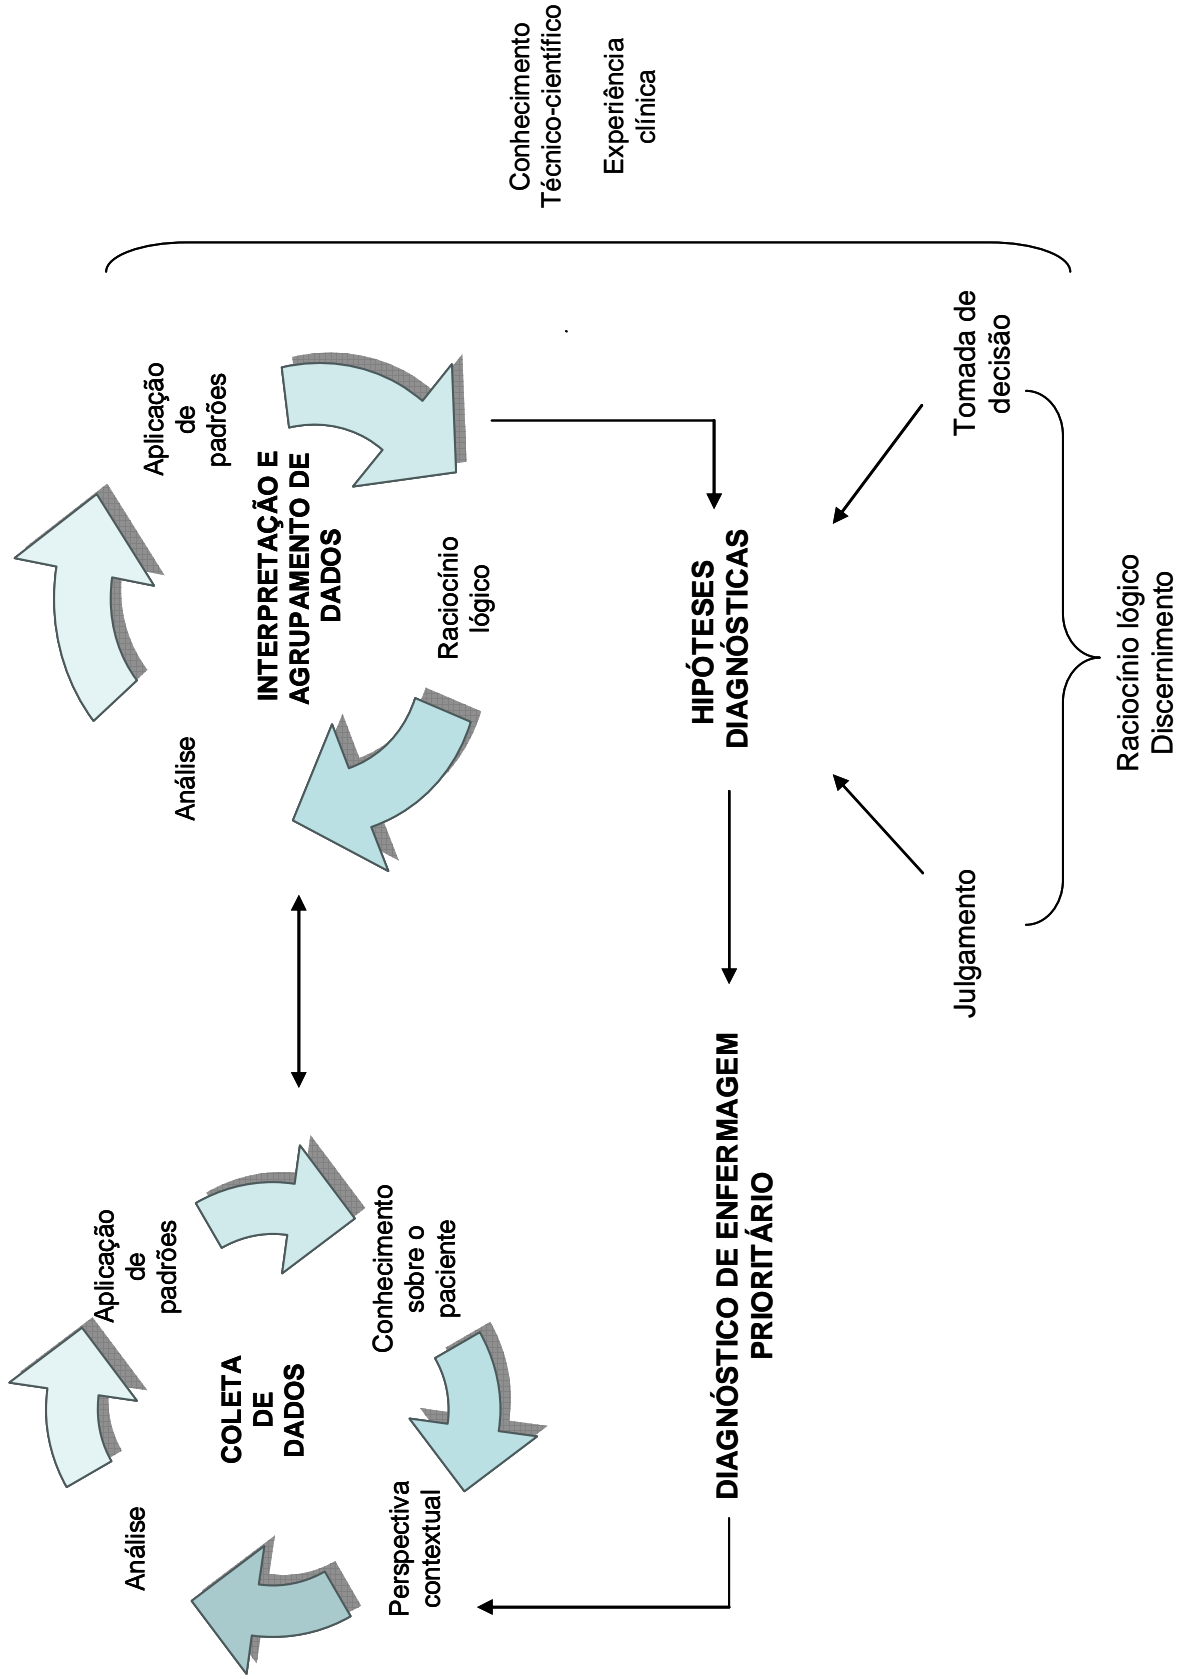 Análise
Aplicação
de
padrões
COLETA
DE
DADOS
Perspectiva
contextual
Conhecimento
sobre o
paciente
Análise
Aplicação
de
padrões
INTERPRETAÇÃO E
AGRUPAMENTO DE
DADOS
Raciocínio
lógico
Conhecimento
Técnico-científico
Experiência
clínica
DIAGNÓSTICO DE ENFERMAGEM
PRIORITÁRIO
HIPÓTESES
DIAGNÓSTICAS
Julgamento
Tomada de
decisão
Raciocínio lógico
Discernimento